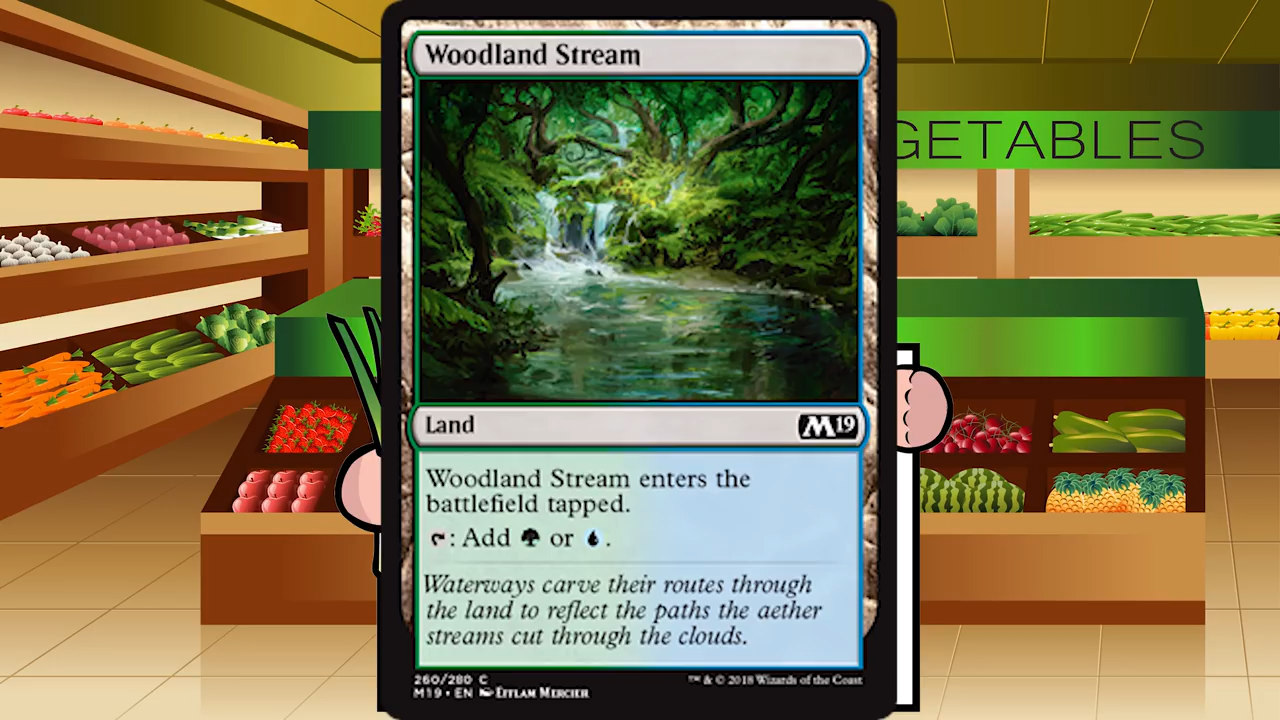 Woodland Stream
GETABLES
Land
M19
Woodland Stream enters the
battlefield tapped.
: Add or .
Waterways carve their routes through
the land to reflect the paths the aether
streams cut through the clouds.
260/280 C
M19 • EN Eytlam Mercier
™ & © 2018 Wizards of the Coast